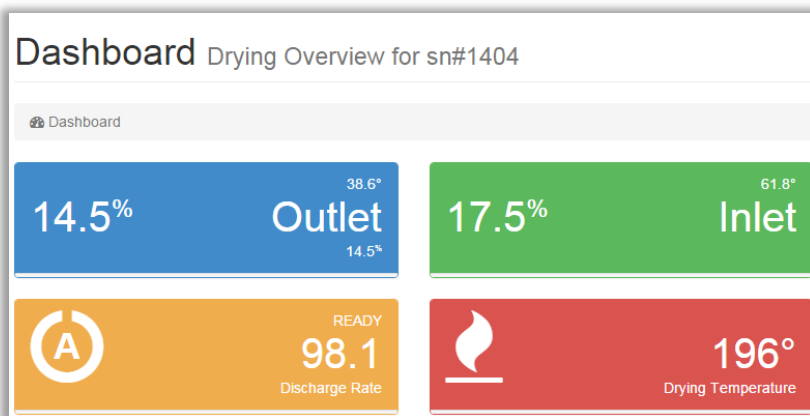 Dashboard Drying Overview for sn#1404
Dashboard
38.6°
14.5% Outlet
14.5%
61.8°
17.5% Inlet
READY
A 98.1
Discharge Rate
196°
Drying Temperature